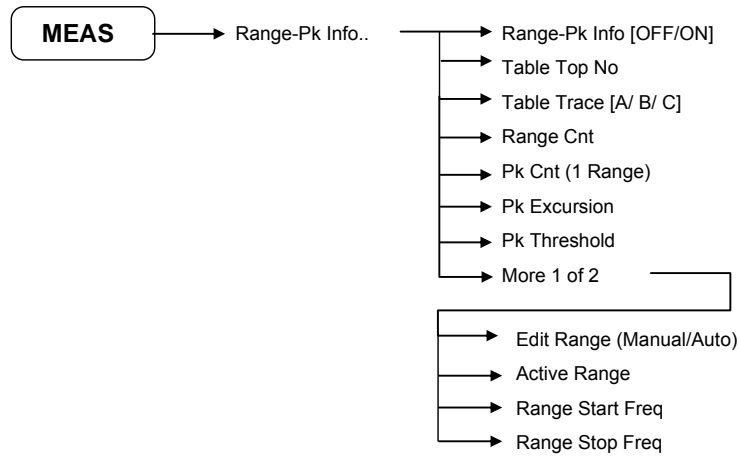 MEAS
Range-Pk Info..
Range-Pk Info [OFF/ON]
Table Top No
Table Trace [A/ B/ C]
Range Cnt
Pk Cnt (1 Range)
Pk Excursion
Pk Threshold
More 1 of 2
Edit Range (Manual/Auto)
Active Range
Range Start Freq
Range Stop Freq